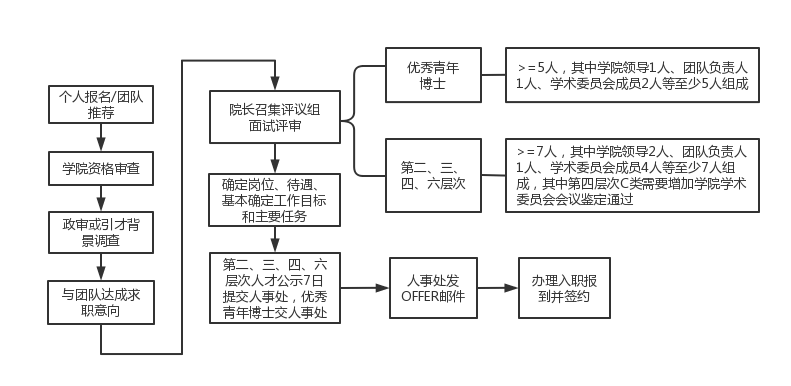 个人报名/团队
推荐
学院资格审查
政审或引才背
景调查
与团队达成求
职意向
院长召集评议组
面试评审
优秀青年
博士
>=5人，其中学院领导1人、团队负责人
1人、学术委员会成员2人等至少5人组成
第二、三、
四、六层次
>=7人，其中学院领导2人、团队负责人
1人、学术委员会成员4人等至少7人组
成，其中第四层次C类需要增加学院学术
委员会会议鉴定通过
确定岗位、待遇、
基本确定工作目标
和主要任务
第二、三、四、六
层次人才公示7日
提交人事处，优秀
青年博士交人事处
人事处发
OFFER邮件
办理入职报
到并签约